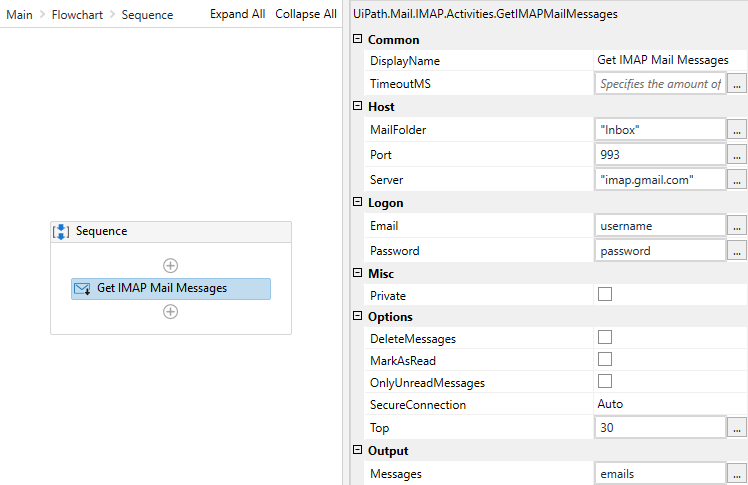 Main > Flowchart > Sequence Expand All Collapse All
Sequence
Get IMAP Mail Messages
UiPath.Mail.IMAP.Activities.GetIMAPMailMessages
Common
DisplayName Get IMAP Mail Messages
TimeoutMS Specifies the amount of ...
Host
MailFolder "Inbox" ...
Port 993 ...
Server "imap.gmail.com" ...
Logon
Email username ...
Password password ...
Misc
Private
Options
DeleteMessages
MarkAsRead
OnlyUnreadMessages
SecureConnection Auto
Top 30 ...
Output
Messages emails ...